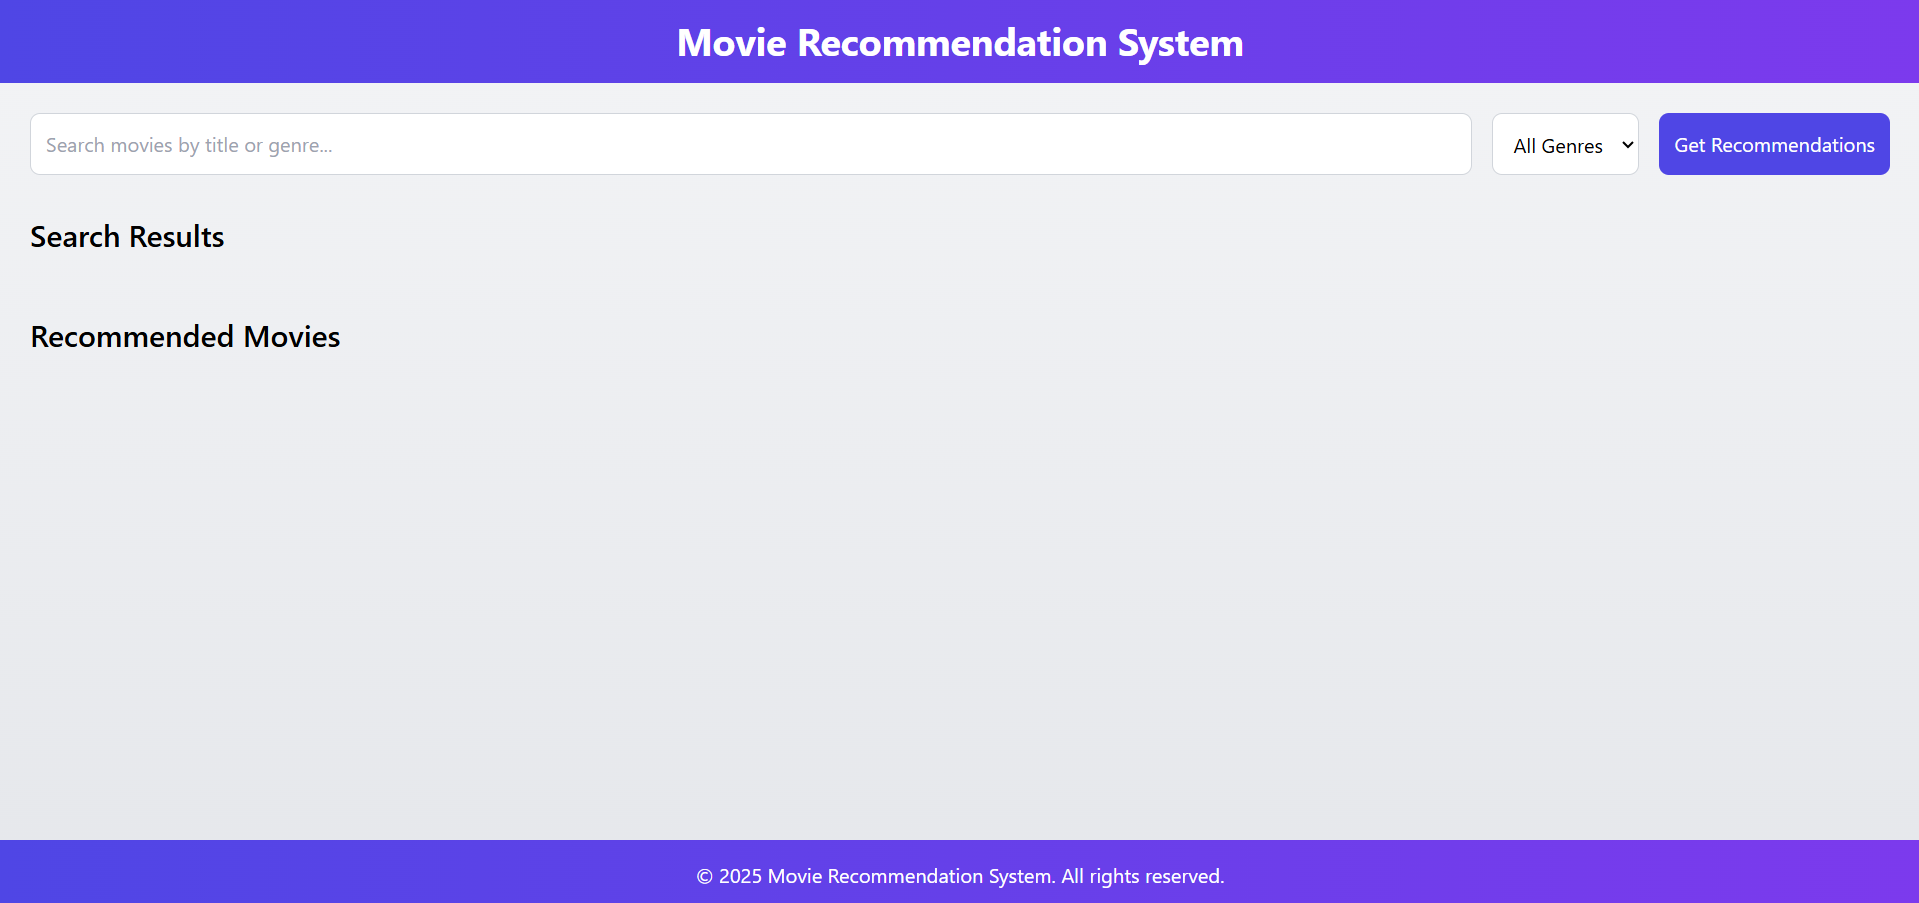 Movie Recommendation System
Search movies by title or genre...
All Genres
Get Recommendations
Search Results
Recommended Movies
© 2025 Movie Recommendation System. All rights reserved.